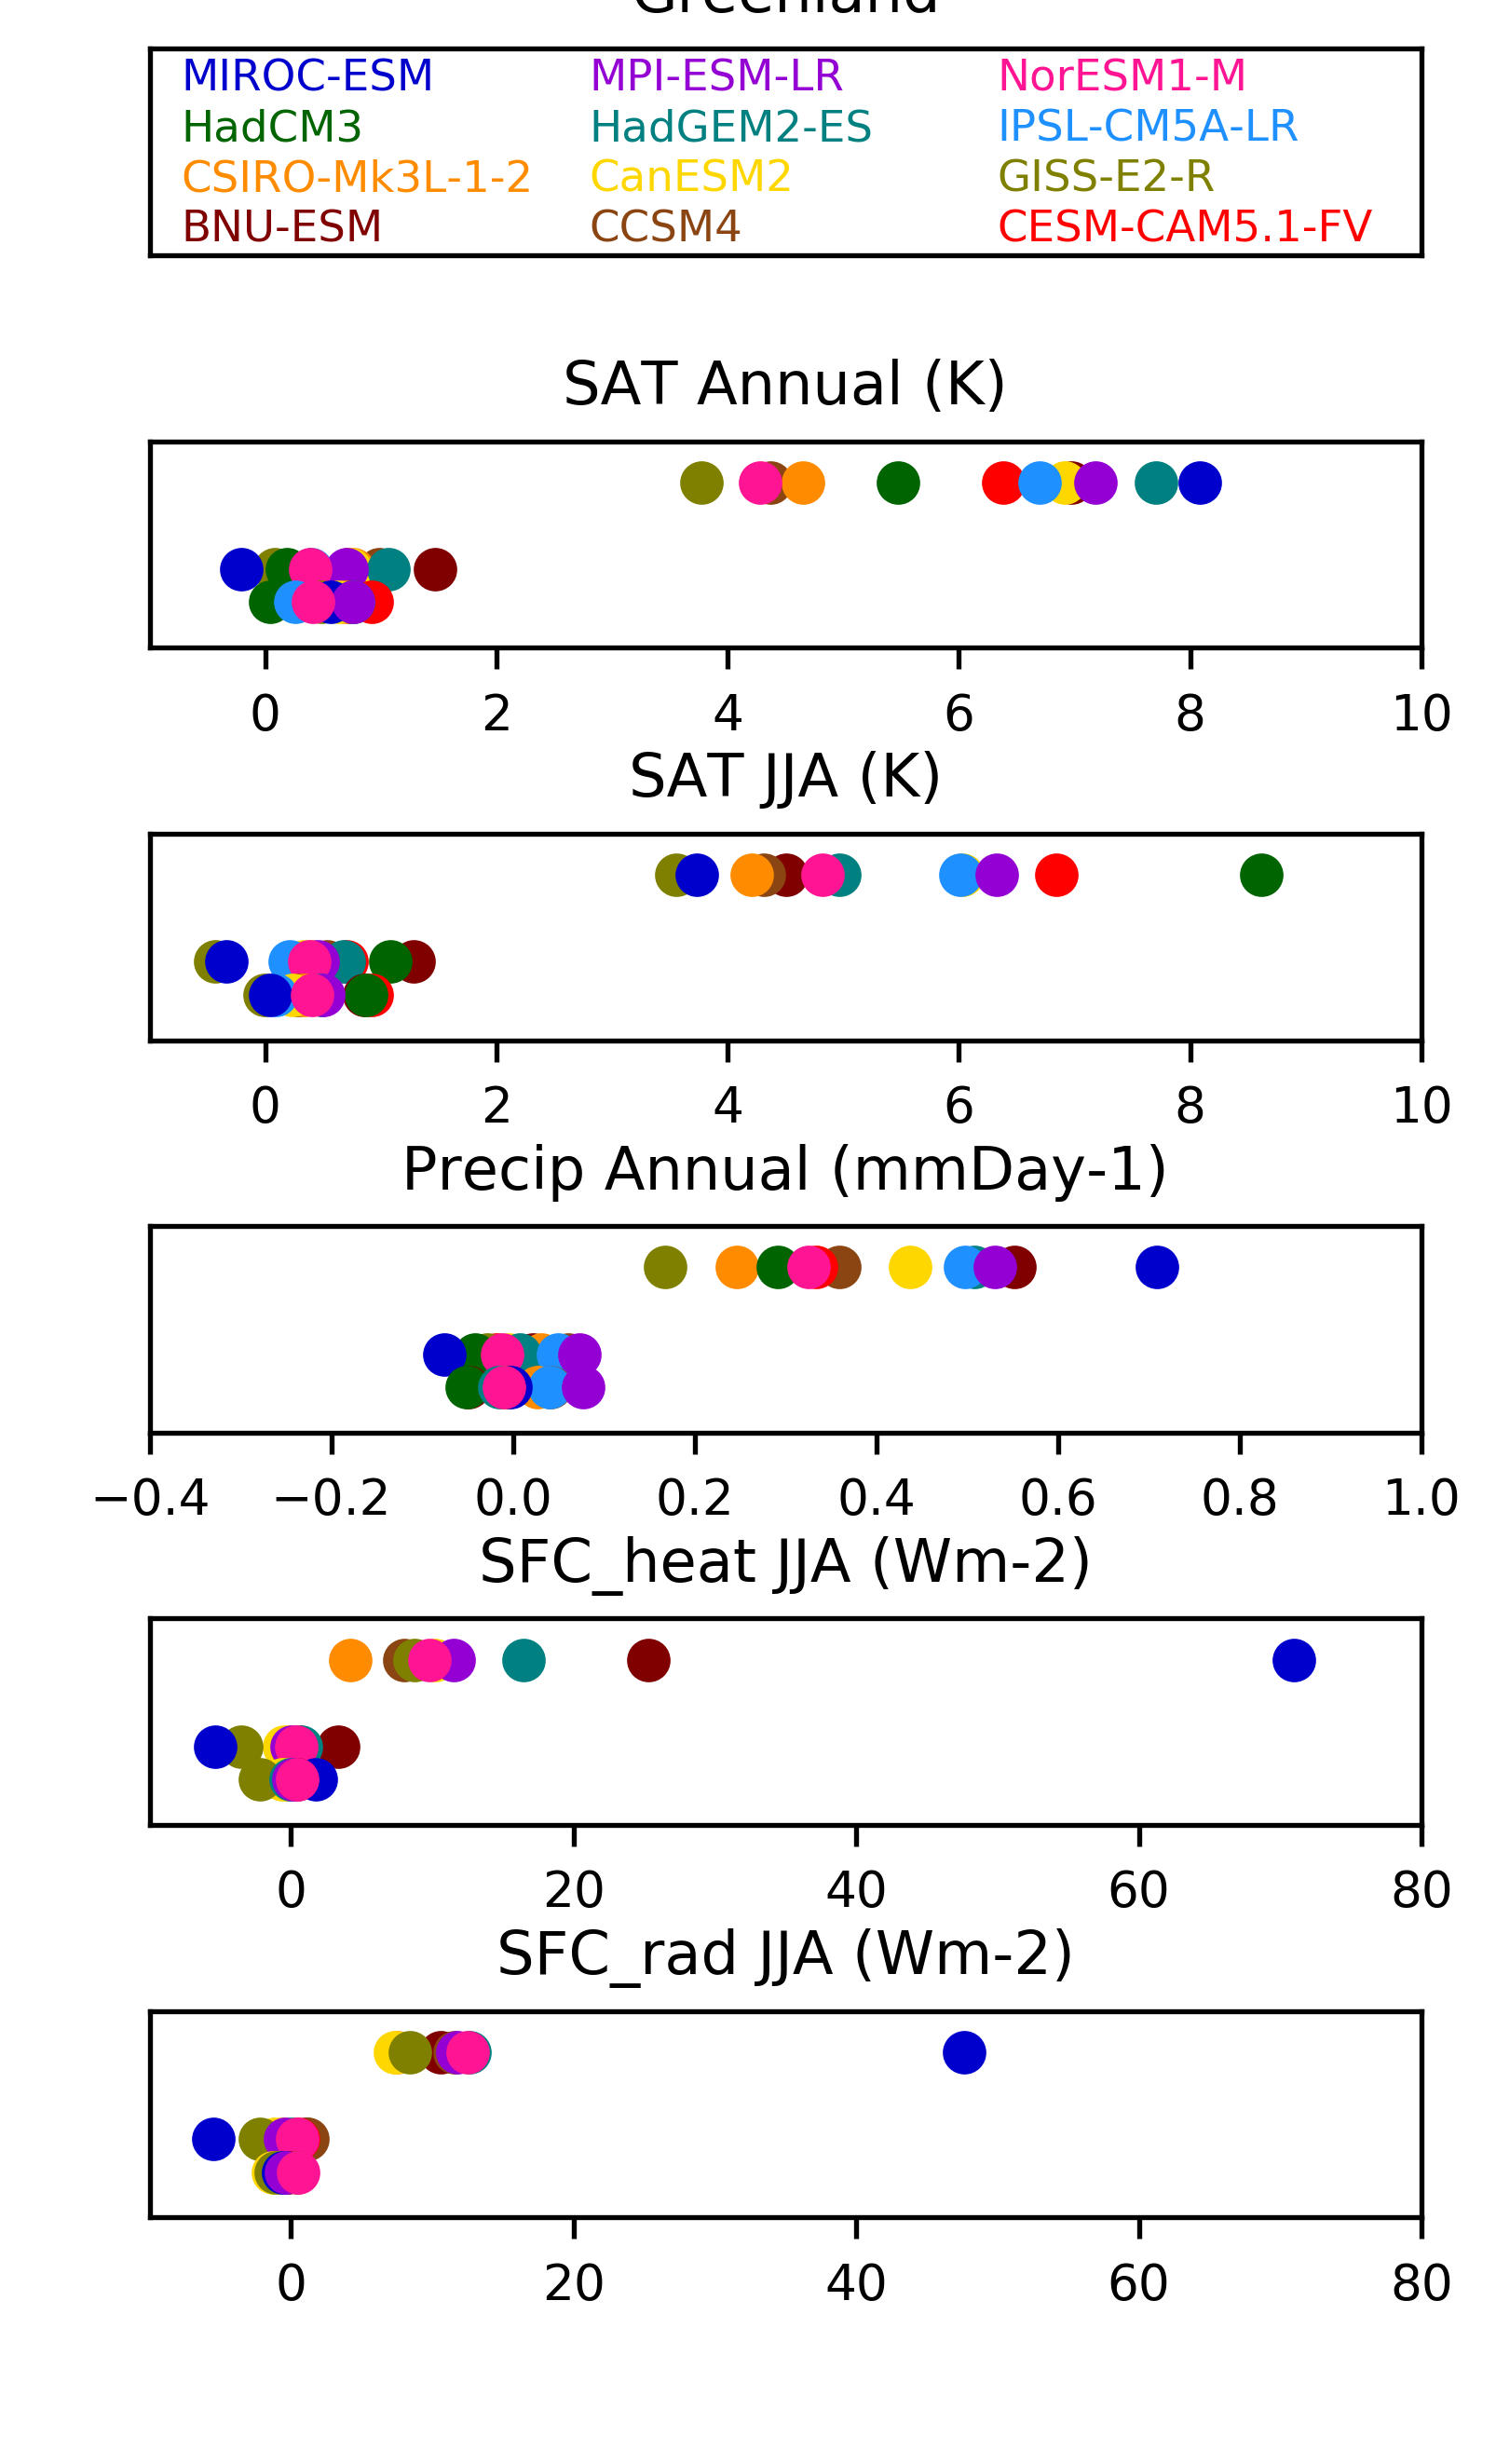 Greenland
MIROC-ESM MPI-ESM-LR NorESM1-M
HadCM3 HadGEM2-ES IPSL-CM5A-LR
CSIRO-Mk3L-1-2 CanESM2 GISS-E2-R
BNU-ESM CCSM4 CESM-CAM5.1-FV
SAT Annual (K)
0 2 4 6 8 10
SAT JJA (K)
0 2 4 6 8 10
Precip Annual (mmDay-1)
−0.4 −0.2 0.0 0.2 0.4 0.6 0.8 1.0
SFC_heat JJA (Wm-2)
0 20 40 60 80
SFC_rad JJA (Wm-2)
0 20 40 60 80